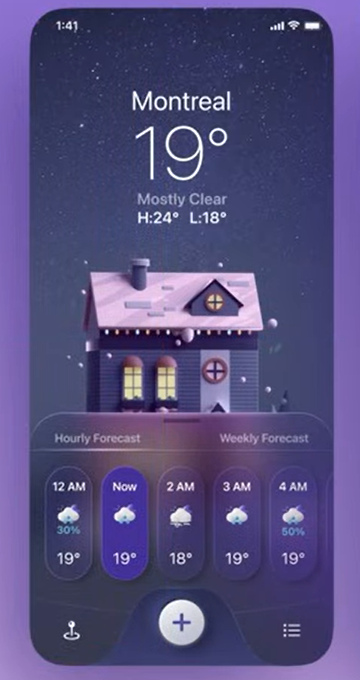 1:41
Montreal
19°
Mostly Clear
H:24° L:18°
Hourly Forecast
Weekly Forecast
12 AM
Now
2 AM
3 AM
4 AM
30%
50%
19°
19°
18°
19°
19°